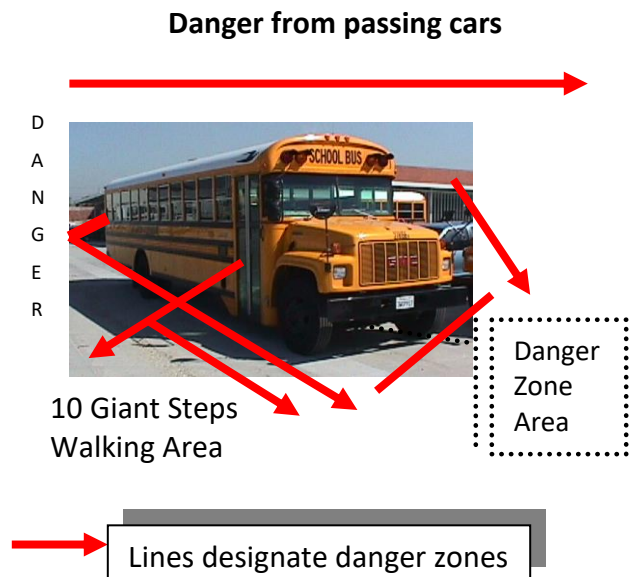 Danger from passing cars
D
A
N
G
E
R
SCHOOL BUS
Danger
Zone
Area
10 Giant Steps
Walking Area
Lines designate danger zones